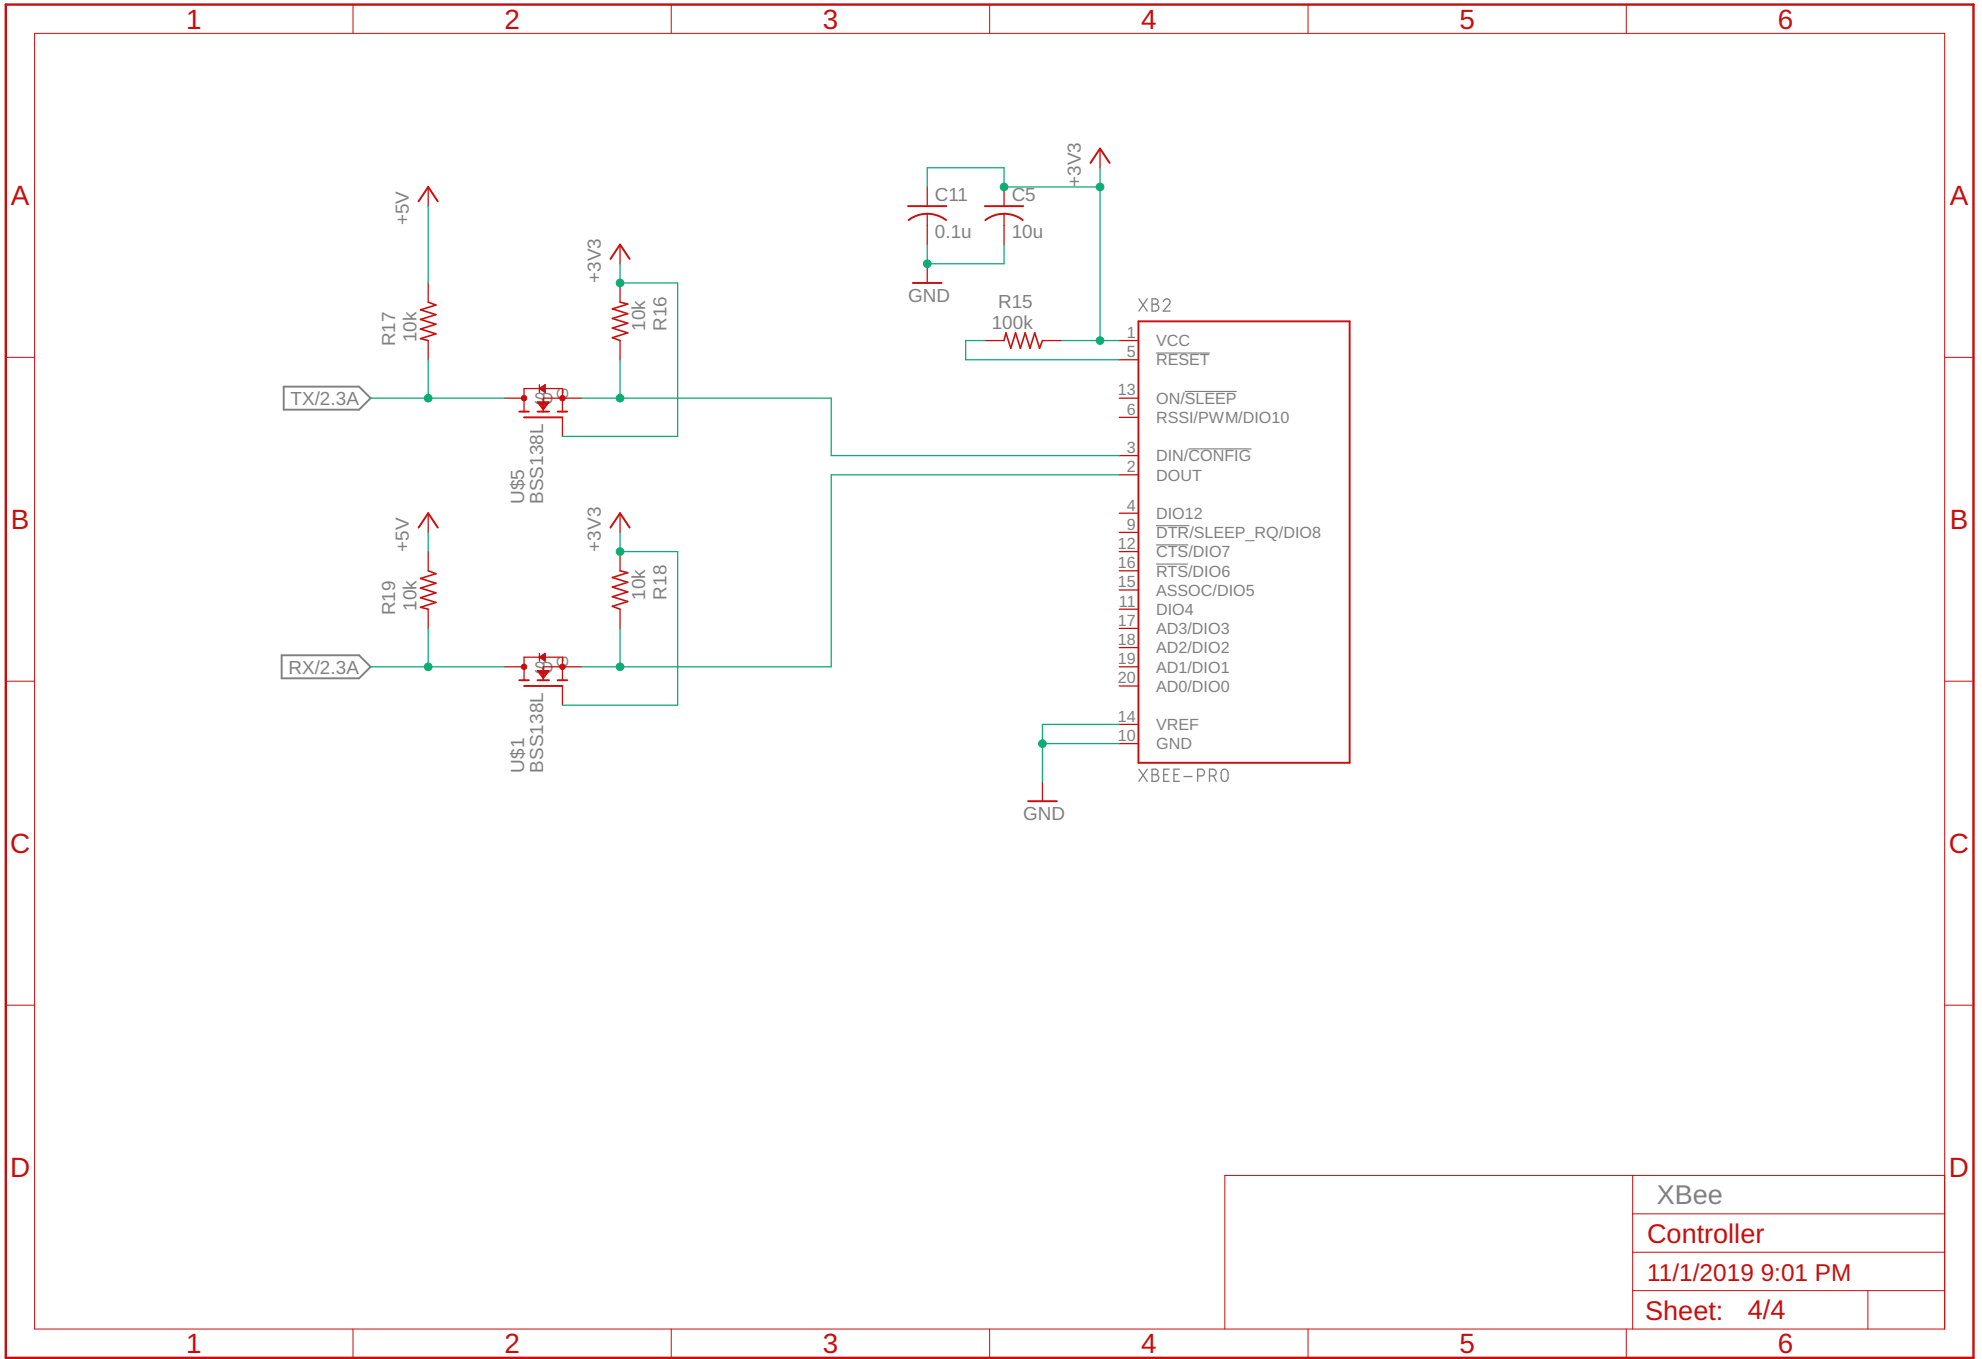 1 2 3 4 5 6
A A
B B
C C
D D
+5V
R17
10k
+3V3
10k
R16
TX/2.3A
U$5
BSS138L
+5V
R19
10k
+3V3
10k
R18
RX/2.3A
U$1
BSS138L
+3V3
C11
0.1u
C5
10u
GND
R15
100k
XB2
1 VCC
5 RESET
13 ON/SLEEP
6 RSSI/PWM/DIO10
3 DIN/CONFIG
2 DOUT
4 DIO12
9 DTR/SLEEP_RQ/DIO8
12 CTS/DIO7
16 RTS/DIO6
15 ASSOC/DIO5
11 DIO4
17 AD3/DIO3
18 AD2/DIO2
19 AD1/DIO1
20 AD0/DIO0
14 VREF
10 GND
XBEE-PRO
GND
XBee
Controller
11/1/2019 9:01 PM
Sheet: 4/4
1 2 3 4 5 6